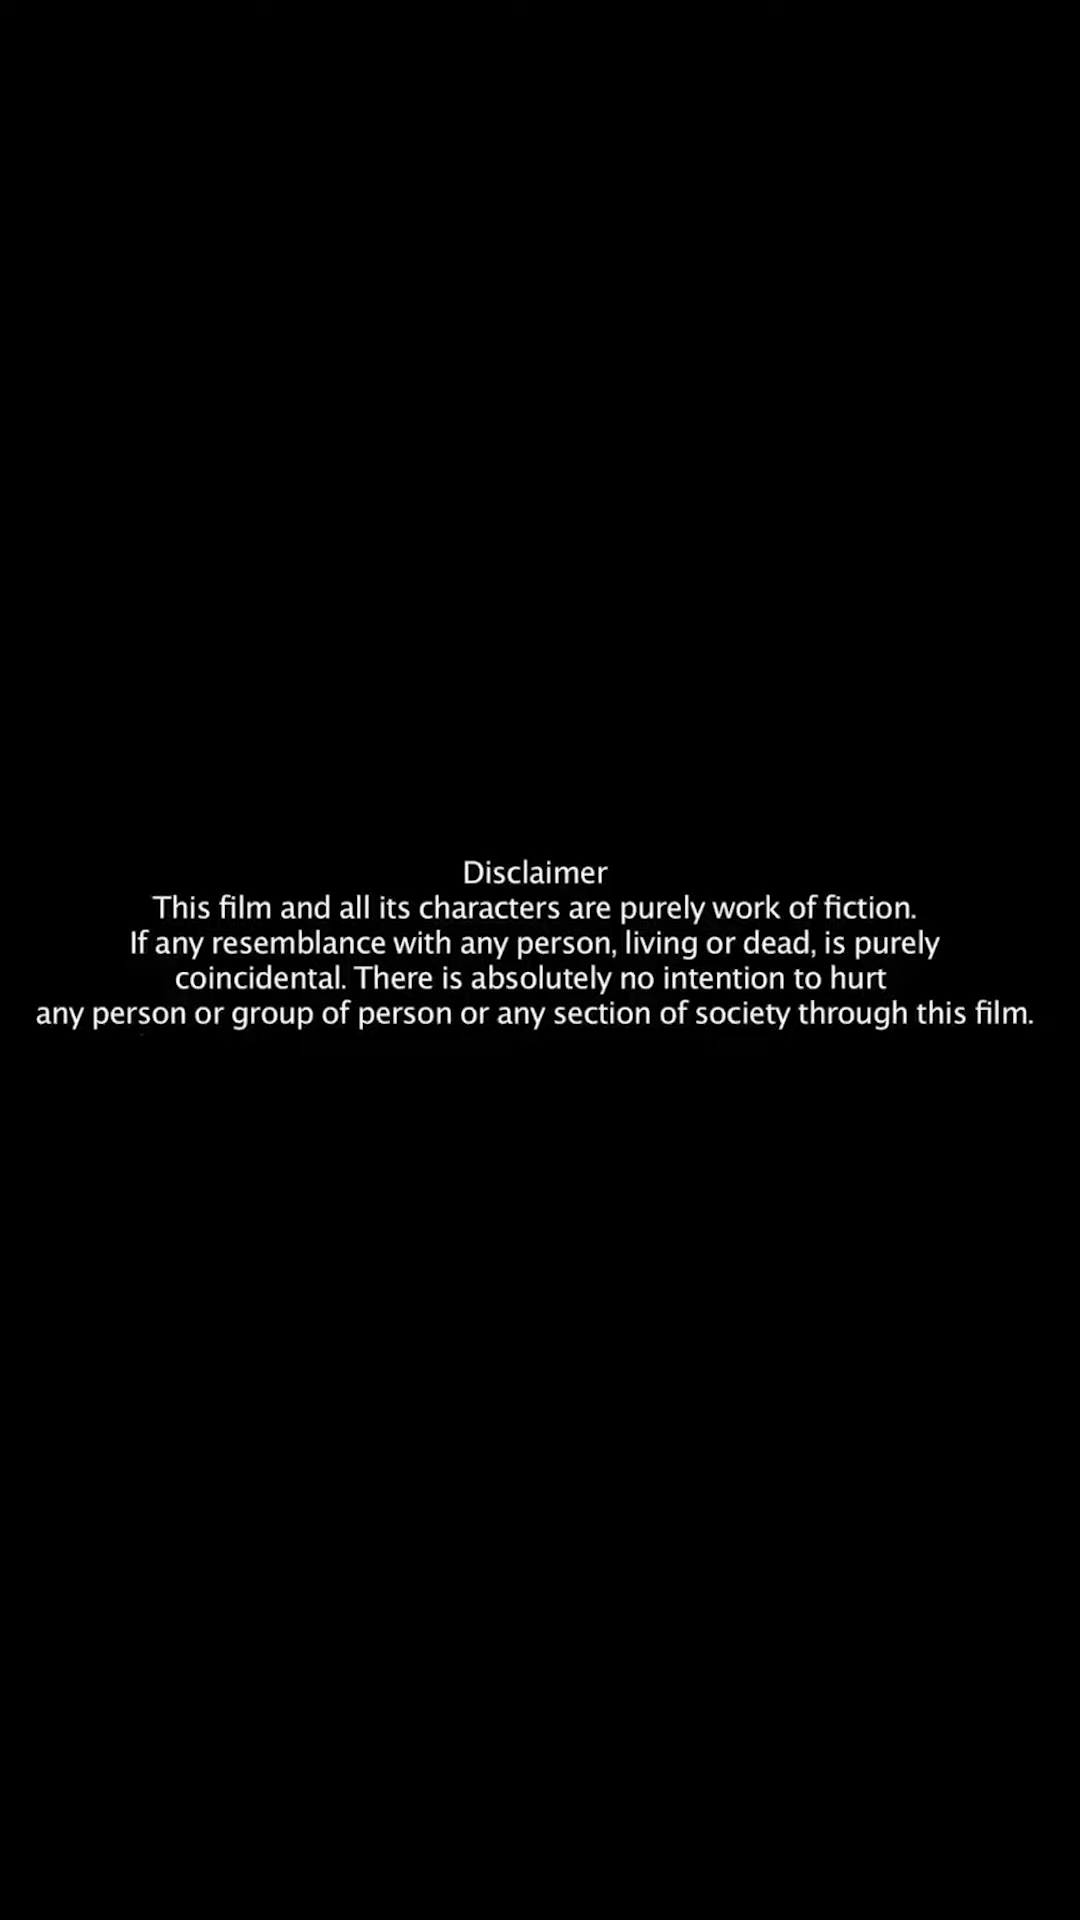 Disclaimer
This film and all its characters are purely work of fiction.
If any resemblance with any person, living or dead, is purely
coincidental. There is absolutely no intention to hurt
any person or group of person or any section of society through this film.